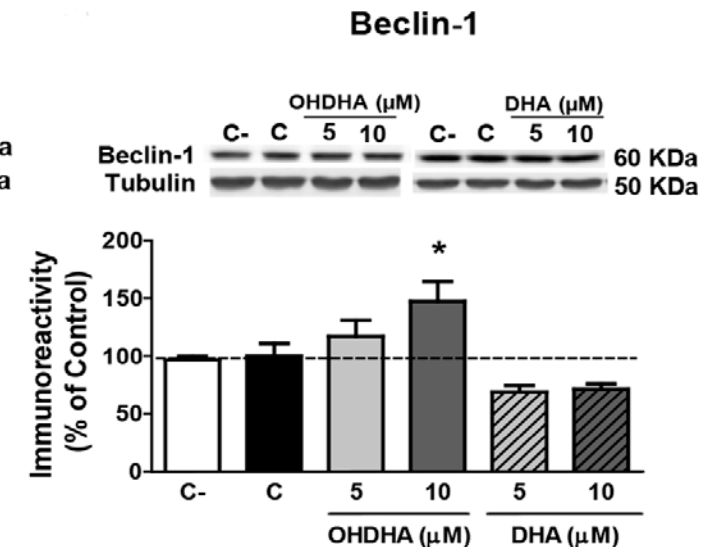 Beclin-1
OHDHA (μM) DHA (μM)
C- C 5 10 C- C 5 10
a
Beclin-1 60 KDa
a
Tubulin 50 KDa
Immunoreactivity
(% of Control)
200
150
100
50
0
*
C- C 5 10 5 10
OHDHA (μM) DHA (μM)